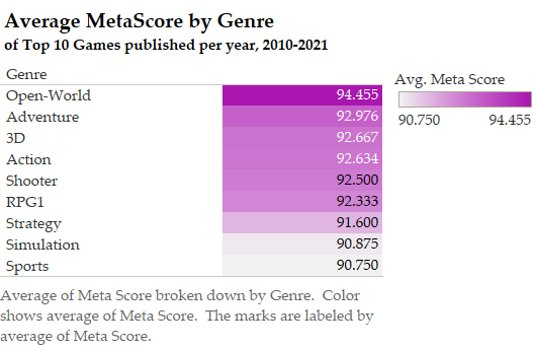 Average MetaScore by Genre
of Top 10 Games published per year, 2010-2021
Genre
Open-World 94.455
Adventure 92.976
3D 92.667
Action 92.634
Shooter 92.500
RPG1 92.333
Strategy 91.600
Simulation 90.875
Sports 90.750
Avg. Meta Score
90.750 94.455
Average of Meta Score broken down by Genre. Color
shows average of Meta Score. The marks are labeled by
average of Meta Score.